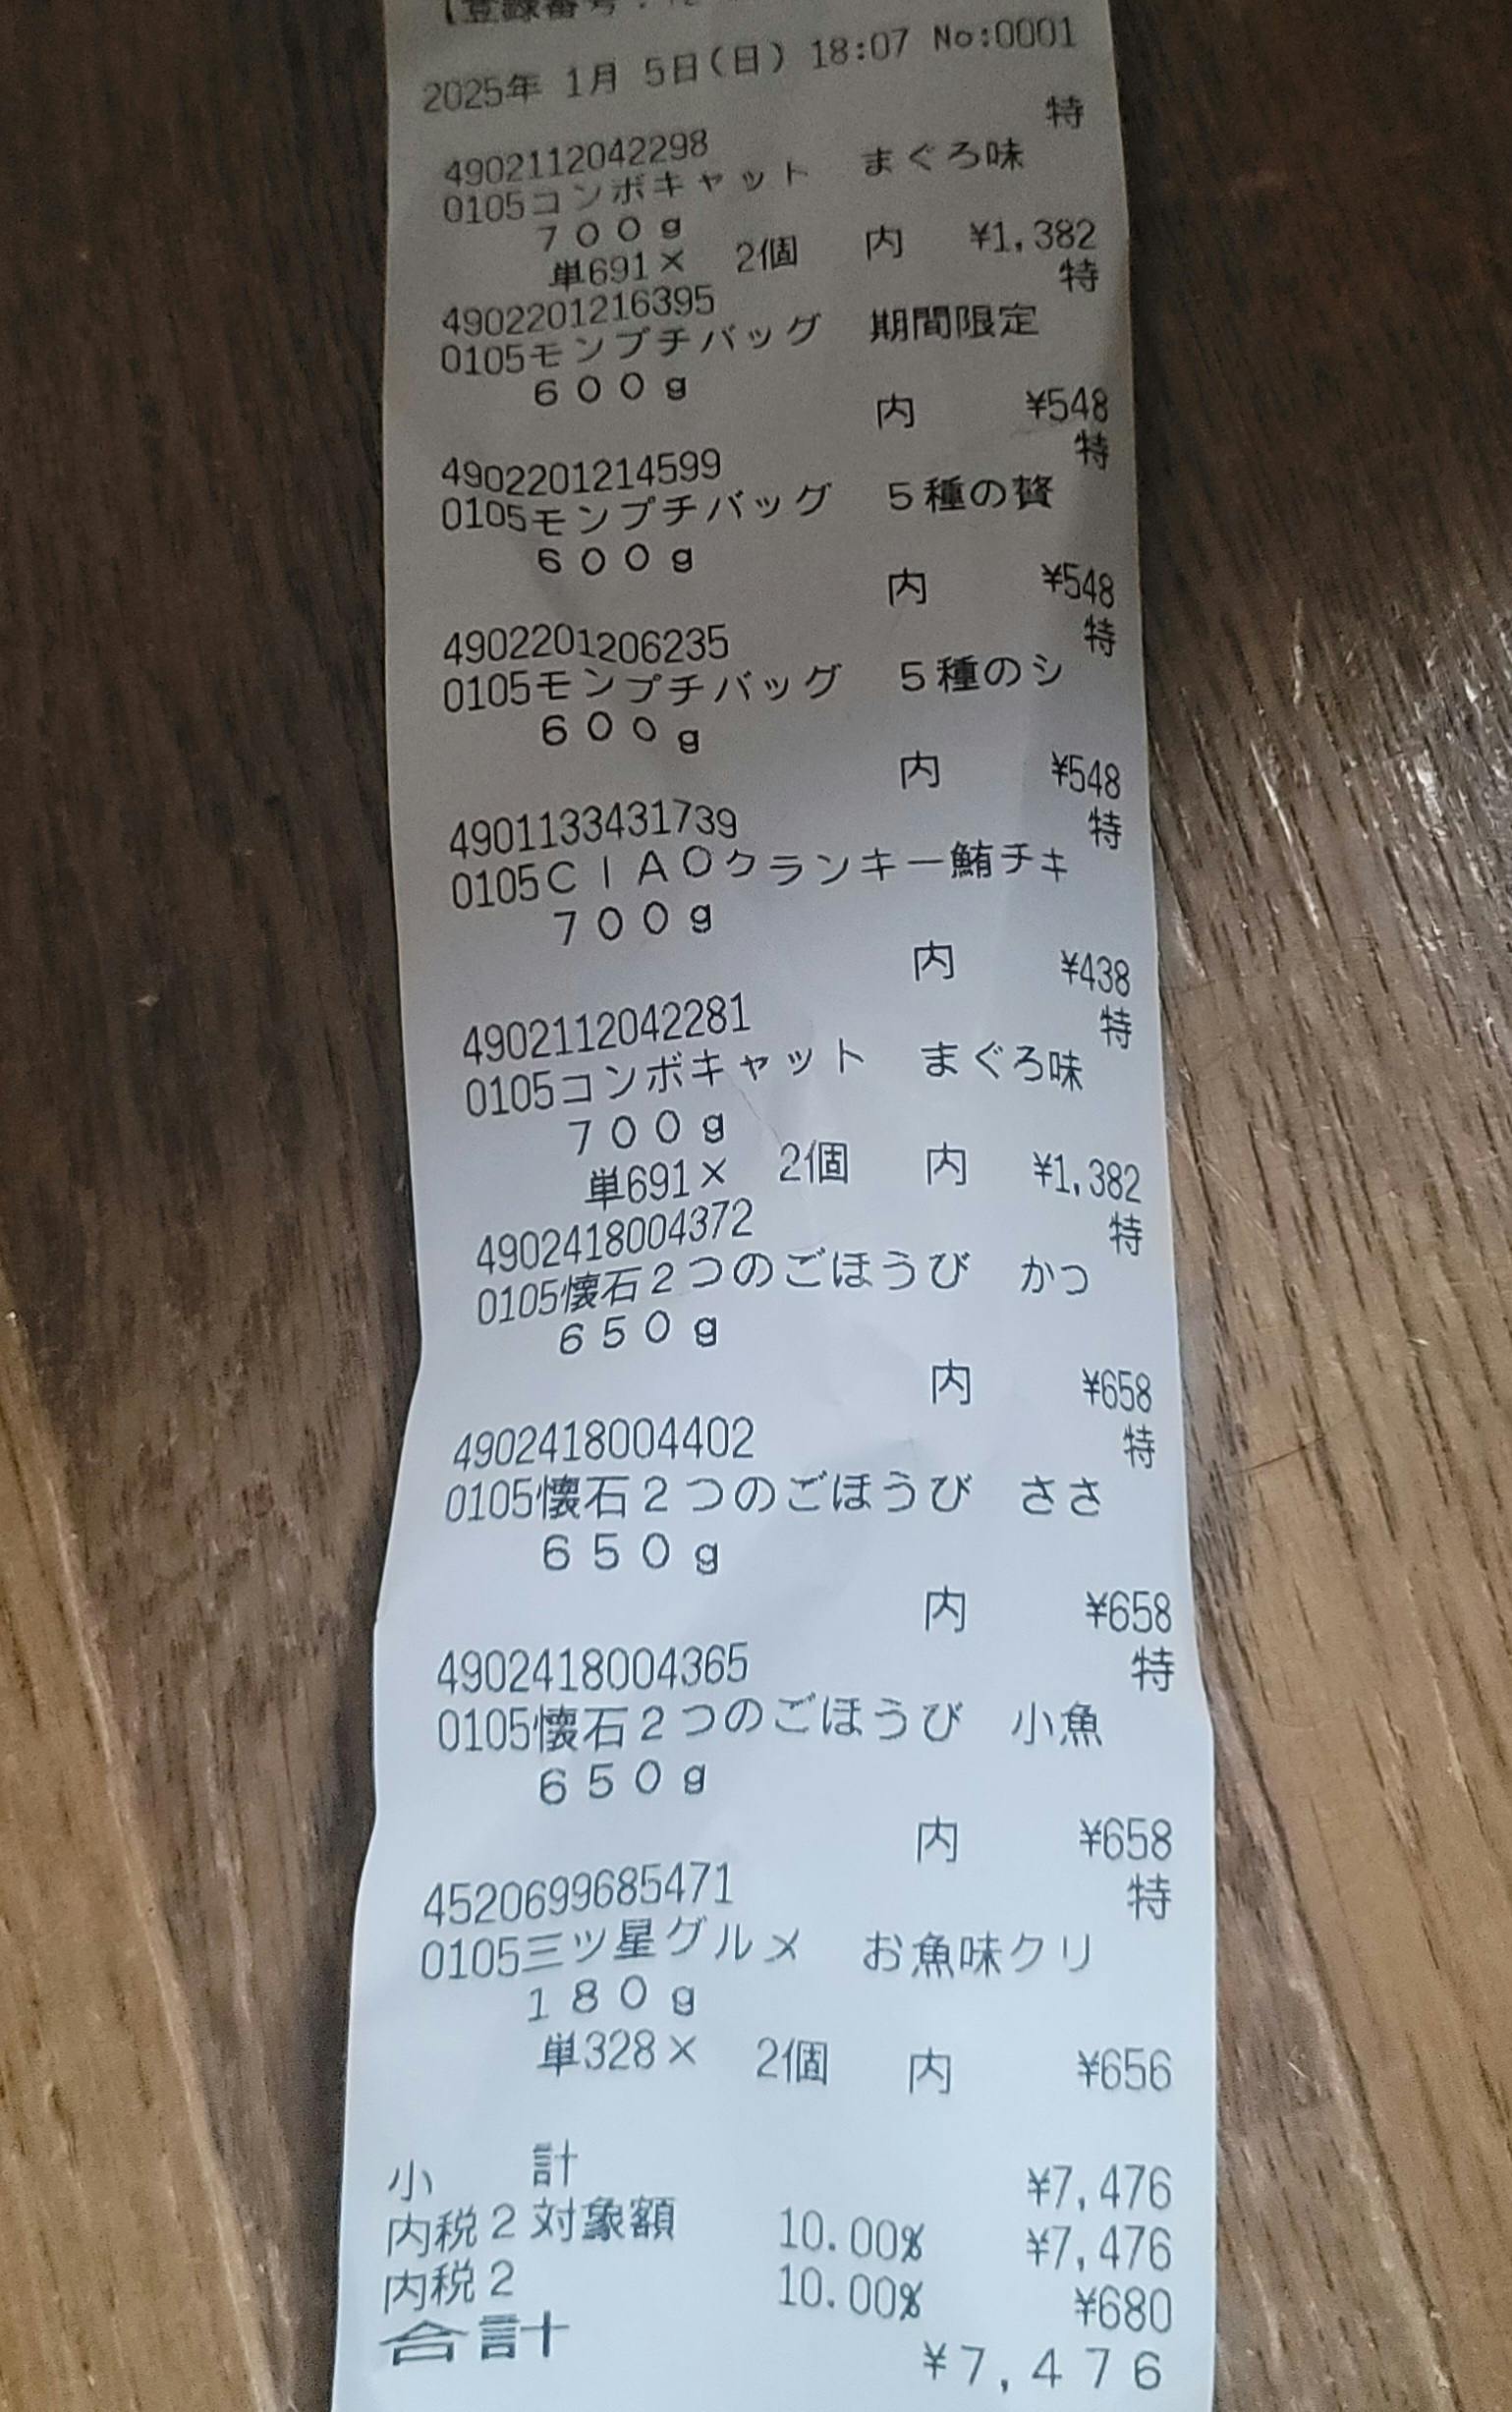 【登録番号:
2025年 1月 5日(日) 18:07 No:0001
特
4902112042298
0105コンボキャット まぐろ味
700g
単691× 2個 内 ¥1,382
特
4902201216395
0105モンプチバッグ 期間限定
600g
内 ¥548
特
4902201214599
0105モンプチバッグ 5種の贅
600g
内 ¥548
特
4902201206235
0105モンプチバッグ 5種のシ
600g
内 ¥548
特
4901133431739
0105CIAOクランキー鮪チキ
700g
内 ¥438
特
4902112042281
0105コンボキャット まぐろ味
700g
単691× 2個 内 ¥1,382
特
4902418004372
0105懐石2つのごほうび かつ
650g
内 ¥658
特
4902418004402
0105懐石2つのごほうび ささ
650g
内 ¥658
特
4902418004365
0105懐石2つのごほうび 小魚
650g
内 ¥658
特
4520699685471
0105三ツ星グルメ お魚味クリ
180g
単328× 2個 内 ¥656
小 計 ¥7,476
内税2対象額 10.00% ¥7,476
内税2 10.00% ¥680
合計 ¥7,476